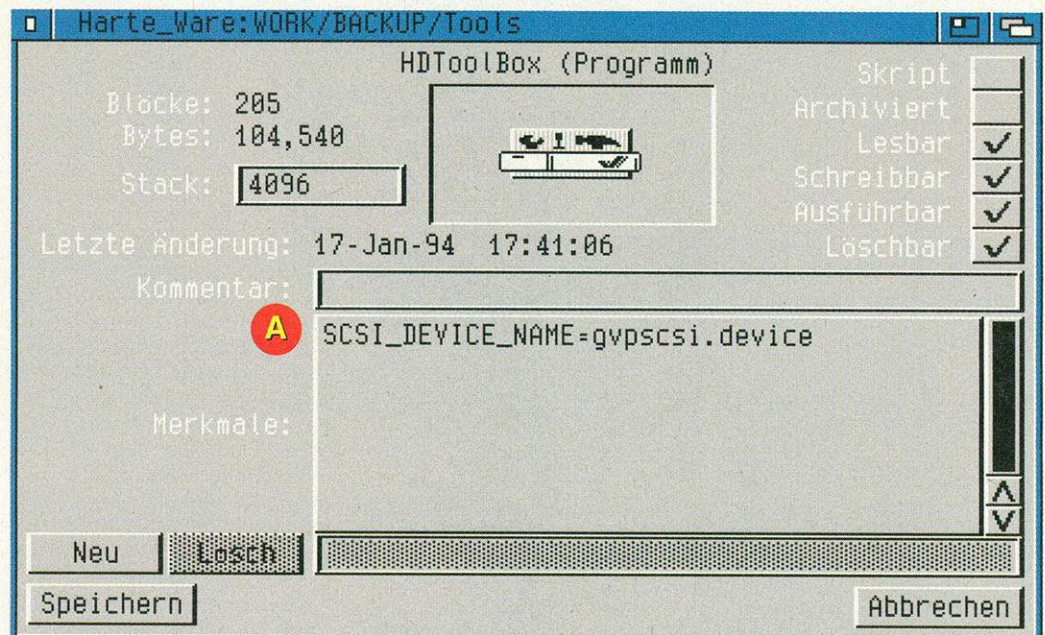 Harte_Ware:WORK/BACKUP/Tools
HDToolBox (Programm)
Blöcke: 205
Bytes: 104,540
Stack: 4096
Skript
Archiviert
Lesbar
Schreibbar
Ausführbar
Löschbar
Letzte Änderung: 17-Jan-94 17:41:06
Kommentar:
A
SCSI_DEVICE_NAME=gvpscsi.device
Merkmale:
Neu
Lösch
Speichern
Abbrechen